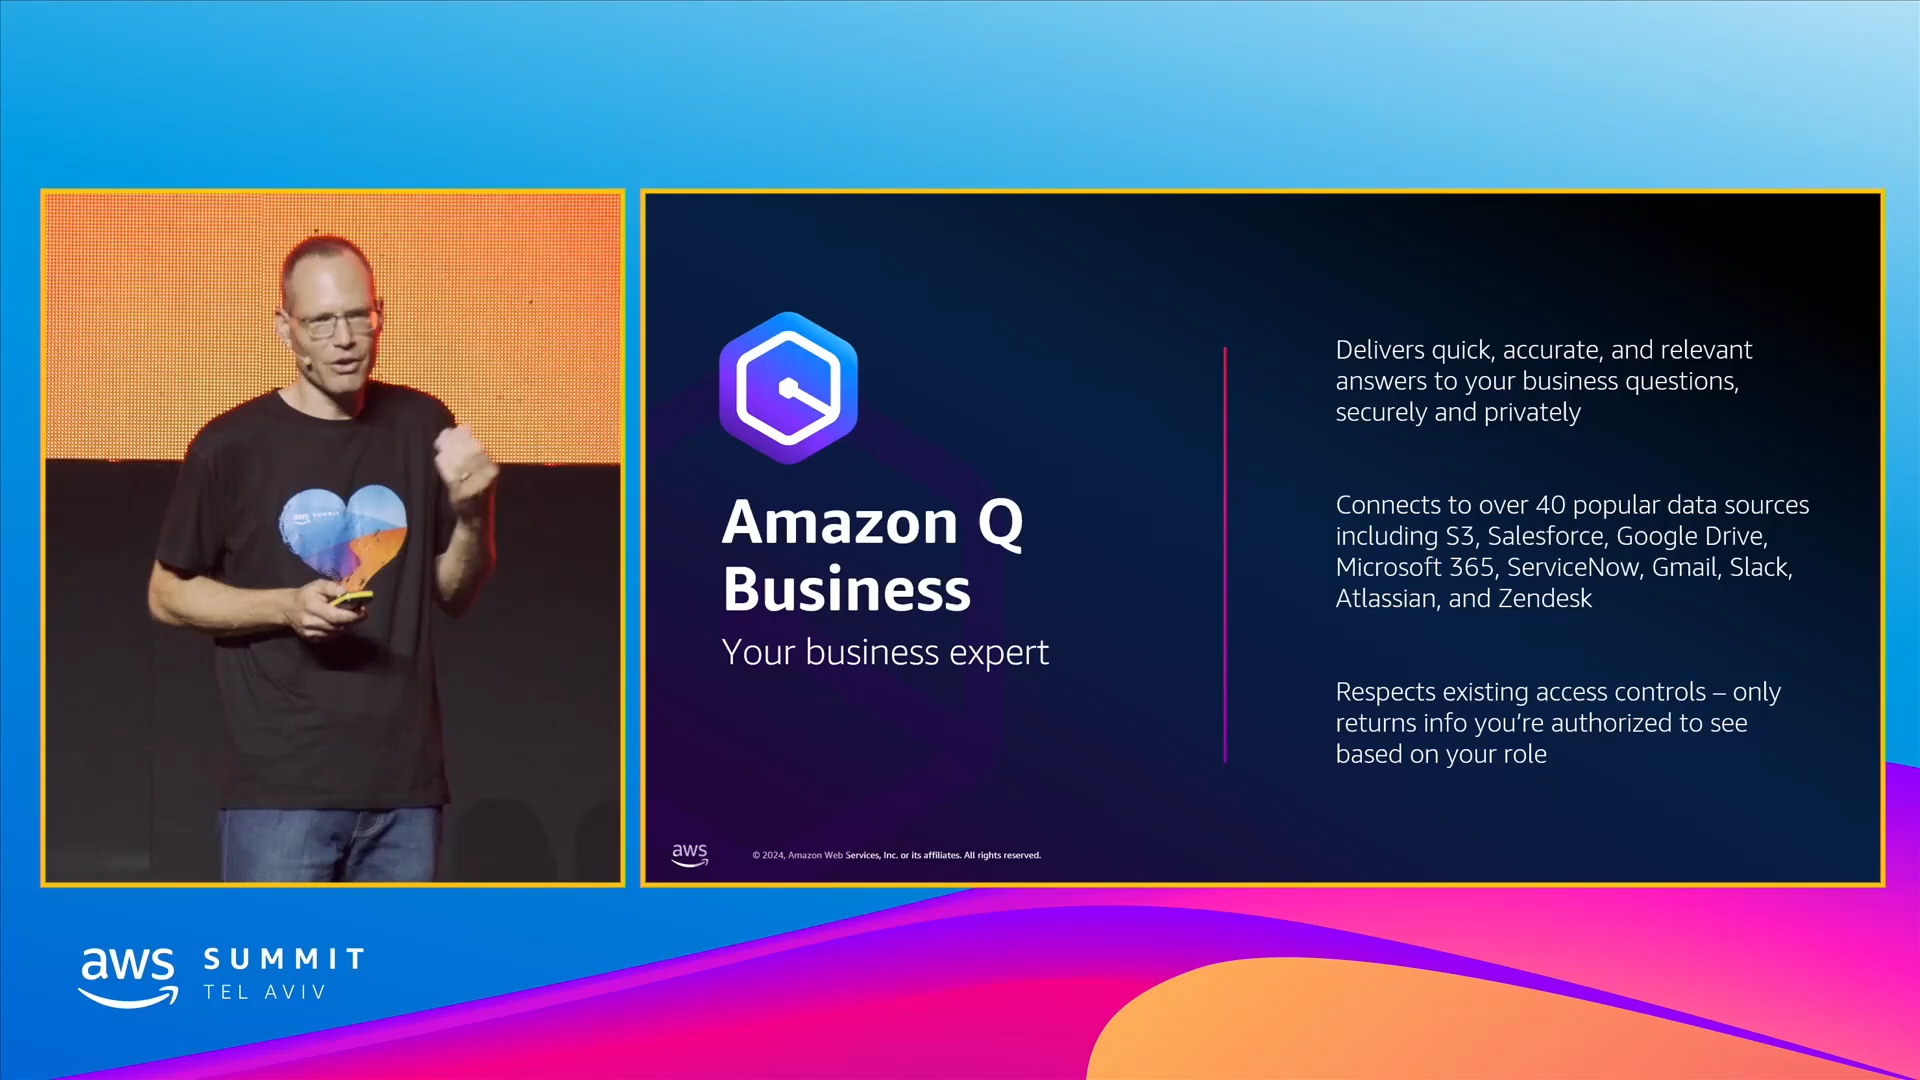 aws SUMMIT
Amazon Q
Business
Your business expert
Delivers quick, accurate, and relevant
answers to your business questions,
securely and privately
Connects to over 40 popular data sources
including S3, Salesforce, Google Drive,
Microsoft 365, ServiceNow, Gmail, Slack,
Atlassian, and Zendesk
Respects existing access controls – only
returns info you’re authorized to see
based on your role
aws
© 2024, Amazon Web Services, Inc. or its affiliates. All rights reserved.
aws SUMMIT
TEL AVIV